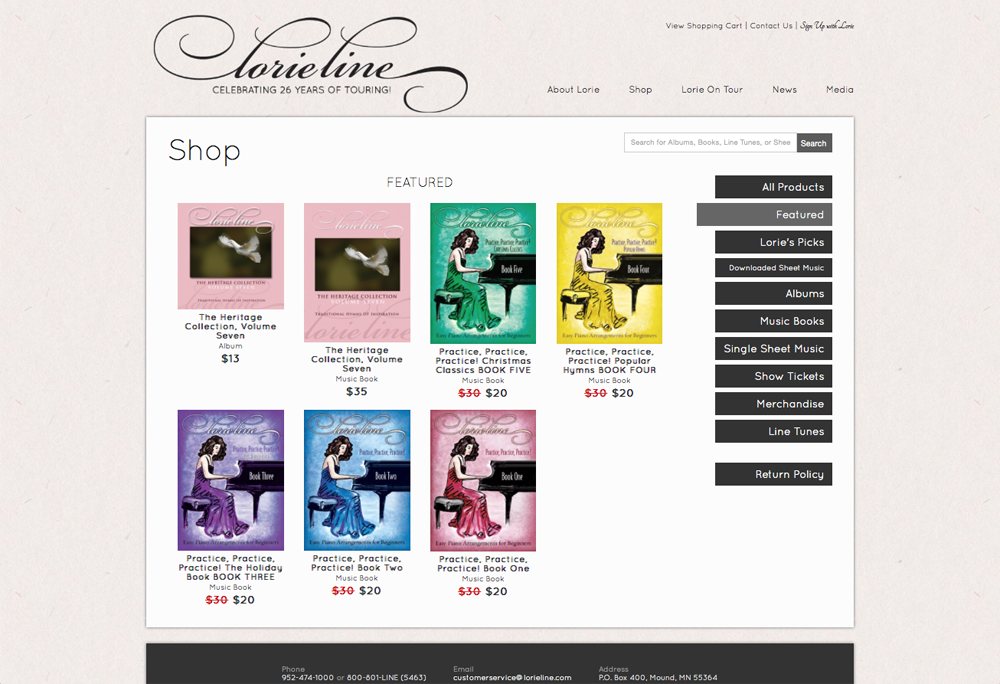 View Shopping Cart | Contact Us | Sign Up with Lorie
lorie line
CELEBRATING 26 YEARS OF TOURING!
About Lorie Shop Lorie On Tour News Media
Shop
Search for Albums, Books, Line Tunes, or Shee
Search
FEATURED
lorie line
THE HERITAGE COLLECTION
VOLUME SEVEN
TRADITIONAL HYMNS OF INSPIRATION
The Heritage
Collection, Volume
Seven
Album
$13
THE HERITAGE COLLECTION
VOLUME SEVEN
TRADITIONAL HYMNS OF INSPIRATION
lorie line
The Heritage
Collection, Volume
Seven
Music Book
$35
lorie line
Practice, Practice, Practice!
CHRISTMAS CLASSICS
Book Five
Easy Piano Arrangements for Beginners
Practice, Practice,
Practice! Christmas
Classics BOOK FIVE
Music Book
$30 $20
lorie line
Practice, Practice, Practice!
POPULAR HYMNS
Book Four
Easy Piano Arrangements for Beginners
Practice, Practice,
Practice! Popular
Hymns BOOK FOUR
Music Book
$30 $20
lorie line
Practice, Practice, Practice!
Book Three
Easy Piano Arrangements for Beginners
Practice, Practice,
Practice! The Holiday
Book BOOK THREE
Music Book
$30 $20
lorie line
Practice, Practice, Practice!
Book Two
Easy Piano Arrangements for Beginners
Practice, Practice,
Practice! Book Two
Music Book
$30 $20
lorie line
Practice, Practice, Practice!
Book One
Easy Piano Arrangements for Beginners
Practice, Practice,
Practice! Book One
Music Book
$30 $20
All Products
Featured
Lorie's Picks
Downloaded Sheet Music
Albums
Music Books
Single Sheet Music
Show Tickets
Merchandise
Line Tunes
Return Policy
Phone
952-474-1000 or 800-801-LINE (5463)
Email
customerservice@lorieline.com
Address
P.O. Box 400, Mound, MN 55364